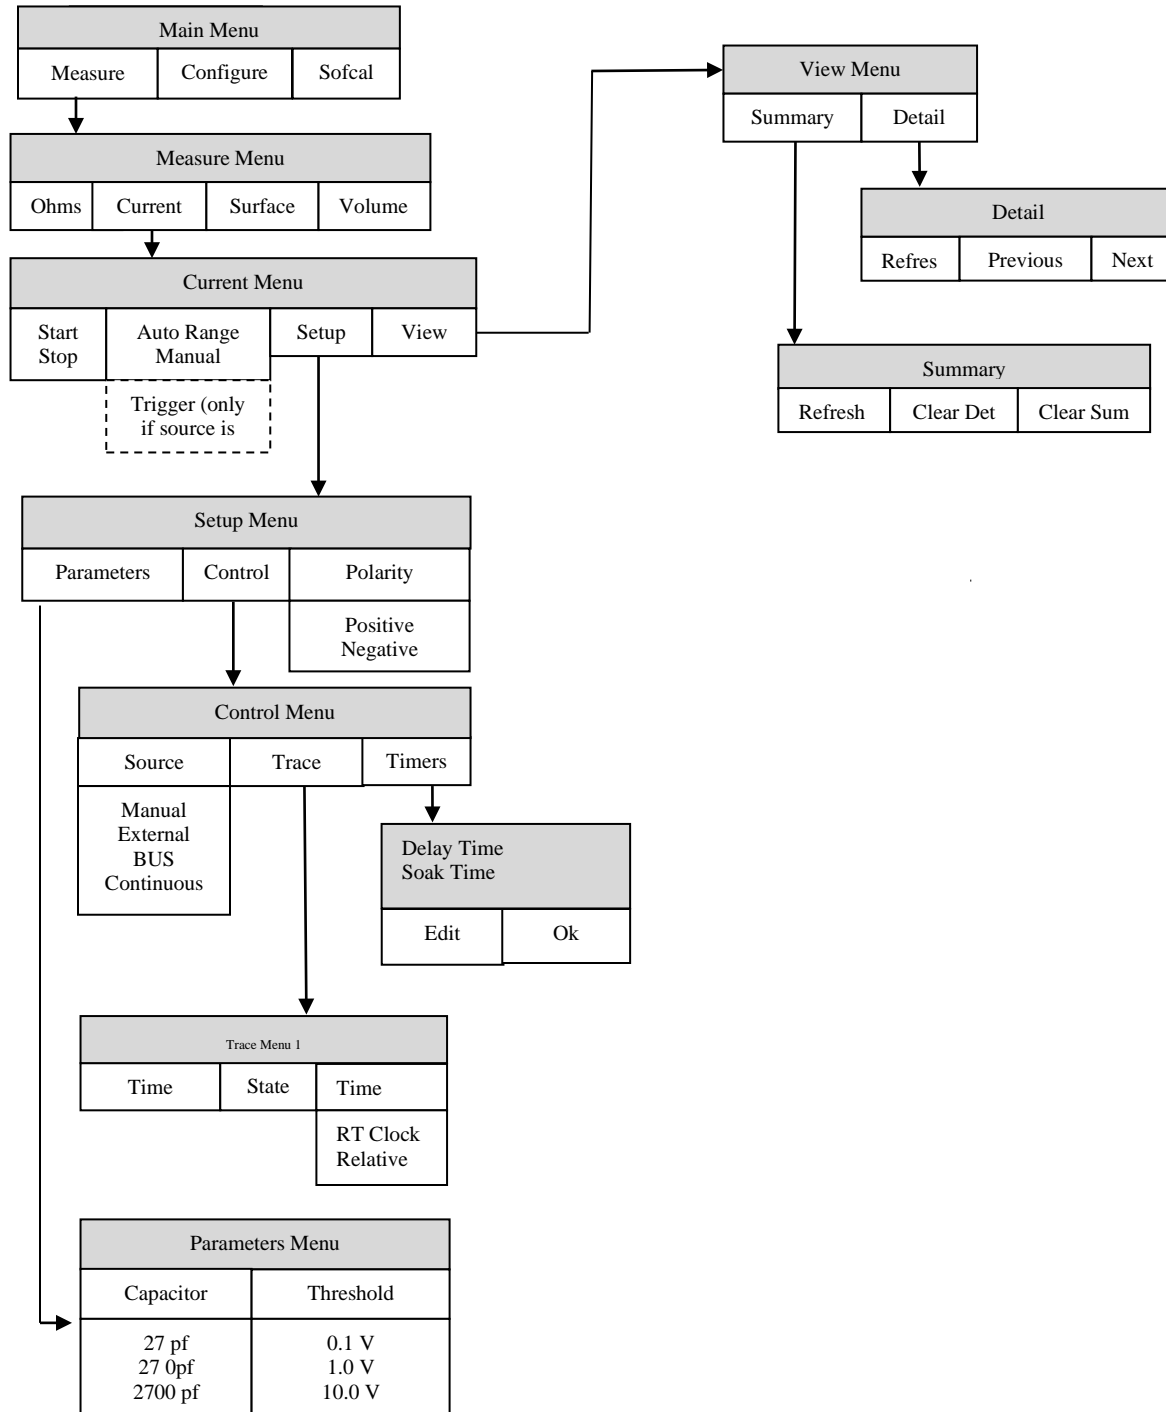 Main Menu
Measure Configure Sofcal
Measure Menu
Ohms Current Surface Volume
Current Menu
Start Stop
Auto Range
Manual
Setup View
Trigger (only
if source is
View Menu
Summary Detail
Detail
Refres Previous Next
Summary
Refresh Clear Det Clear Sum
Setup Menu
Parameters Control Polarity
Positive
Negative
Control Menu
Source Trace Timers
Manual
External
BUS
Continuous
Delay Time
Soak Time
Edit Ok
Trace Menu 1
Time State Time
RT Clock
Relative
Parameters Menu
Capacitor Threshold
27 pf 0.1 V
27 0pf 1.0 V
2700 pf 10.0 V